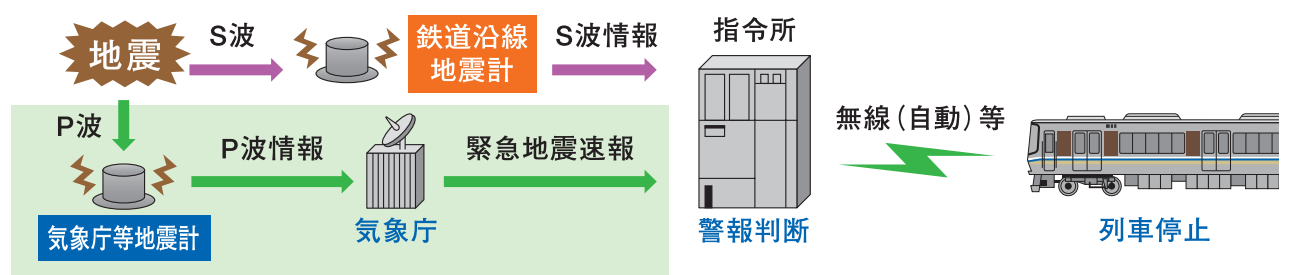 地震
S波
鉄道沿線
地震計
S波情報
指令所
P波
P波情報
緊急地震速報
無線（自動）等
気象庁等地震計
気象庁
警報判断
列車停止